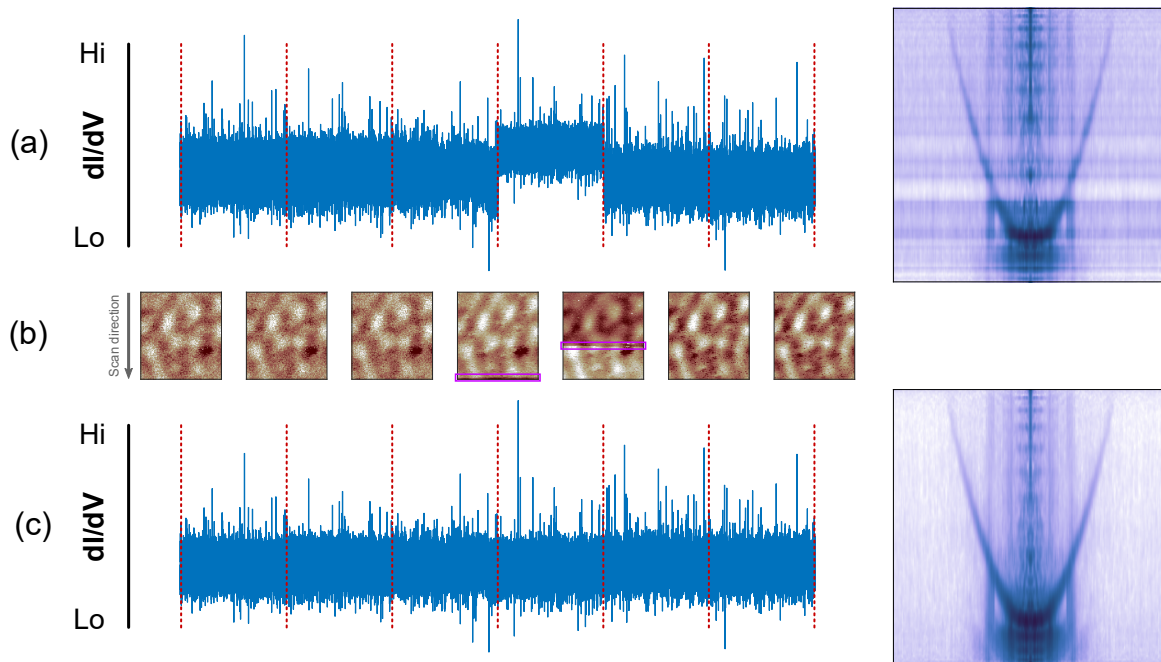 Hi
(a)
dI/dV
Lo
(b)
Scan direction
Hi
(c)
dI/dV
Lo